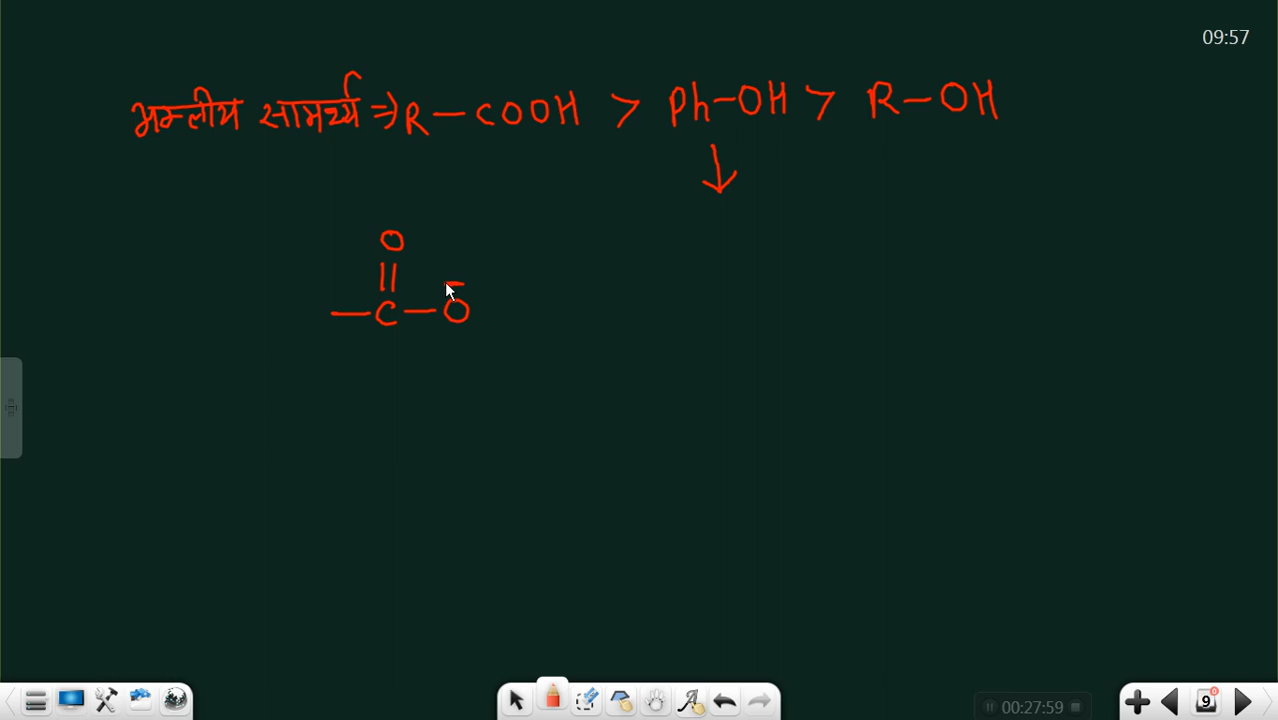 09:57
अम्लीय सामर्थ्य ⇒ R – COOH > Ph – OH > R – OH
↓
O
||
— C — O⁻
9
00:27:59